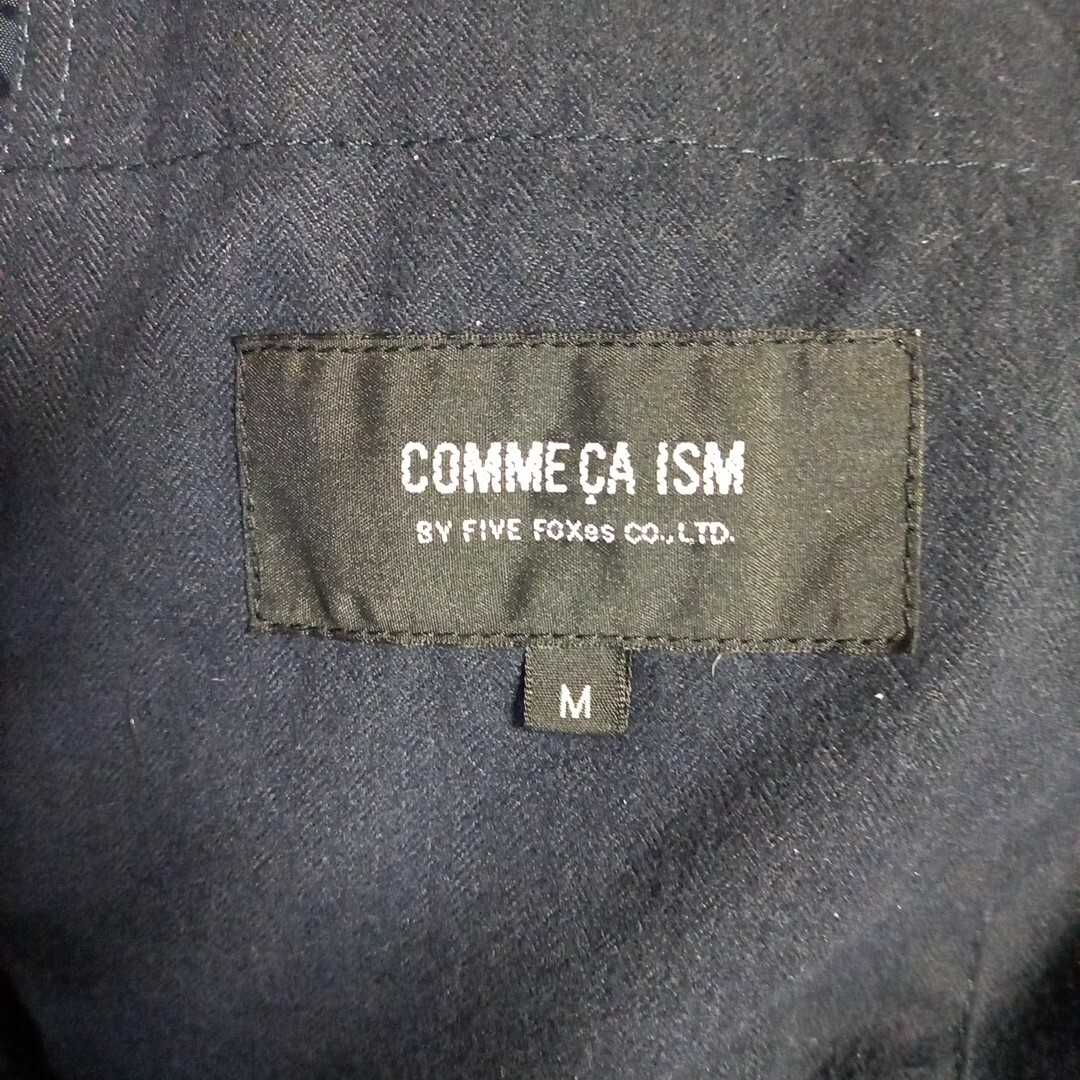 COMME ÇA ISM
BY FIVE FOXes CO.,LTD.
M